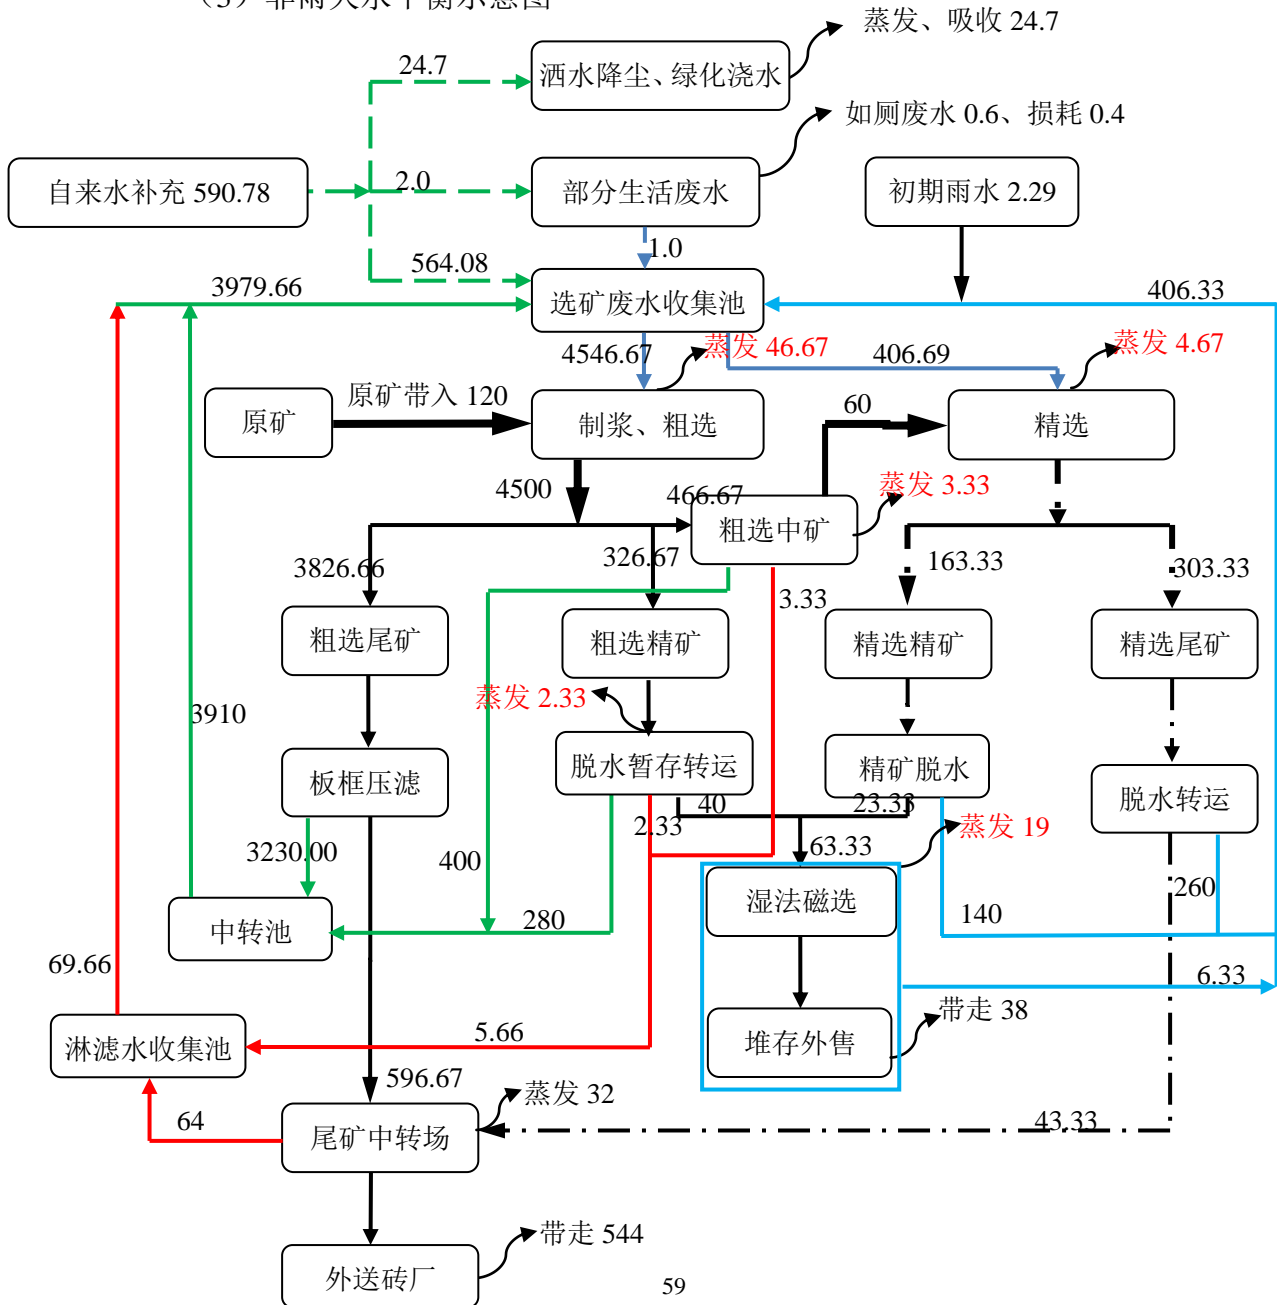 （3）非雨天水平衡示意图
蒸发、吸收 24.7
24.7
洒水降尘、绿化浇水
如厕废水 0.6、损耗 0.4
自来水补充 590.78
2.0
部分生活废水
初期雨水 2.29
1.0
564.08
3979.66
选矿废水收集池
406.33
4546.67
蒸发 46.67
406.69
蒸发 4.67
原矿
原矿带入 120
制浆、粗选
60
精选
4500
466.67
粗选中矿
蒸发 3.33
3826.66
326.67
163.33
303.33
3.33
粗选尾矿
粗选精矿
精选精矿
精选尾矿
蒸发 2.33
3910
板框压滤
脱水暂存转运
精矿脱水
脱水转运
40
23.33
2.33
蒸发 19
3230.00
400
63.33
湿法磁选
260
中转池
280
140
69.66
6.33
带走 38
淋滤水收集池
5.66
堆存外售
596.67
蒸发 32
64
尾矿中转场
43.33
带走 544
外送砖厂
59